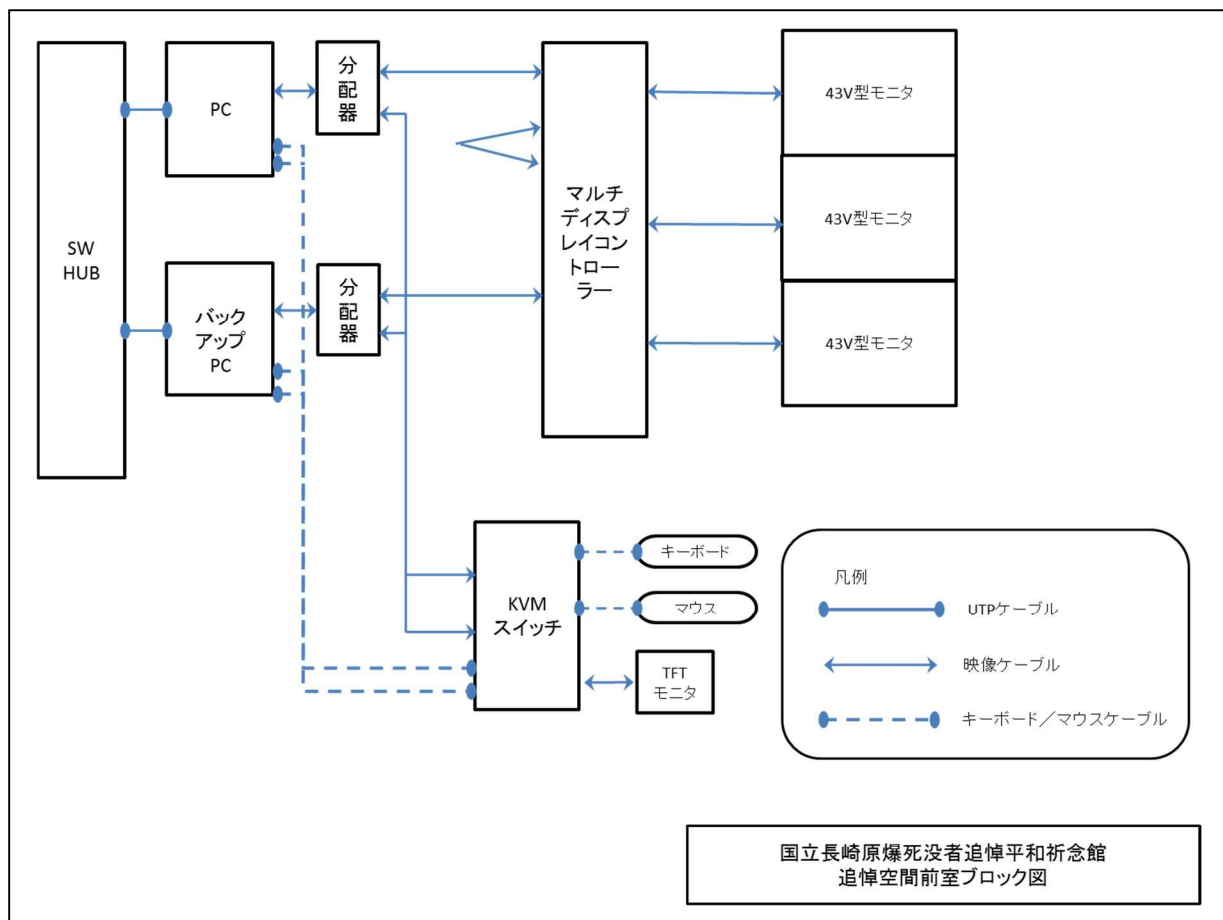 SW
HUB
PC
バック
アップ
PC
分
配
器
分
配
器
マルチ
ディスプ
レイコン
トロー
ラー
43V型モニタ
43V型モニタ
43V型モニタ
KVM
スイッチ
キーボード
マウス
TFT
モニタ
凡例
UTPケーブル
映像ケーブル
キーボード／マウスケーブル
国立長崎原爆死没者追悼平和祈念館
追悼空間前室ブロック図